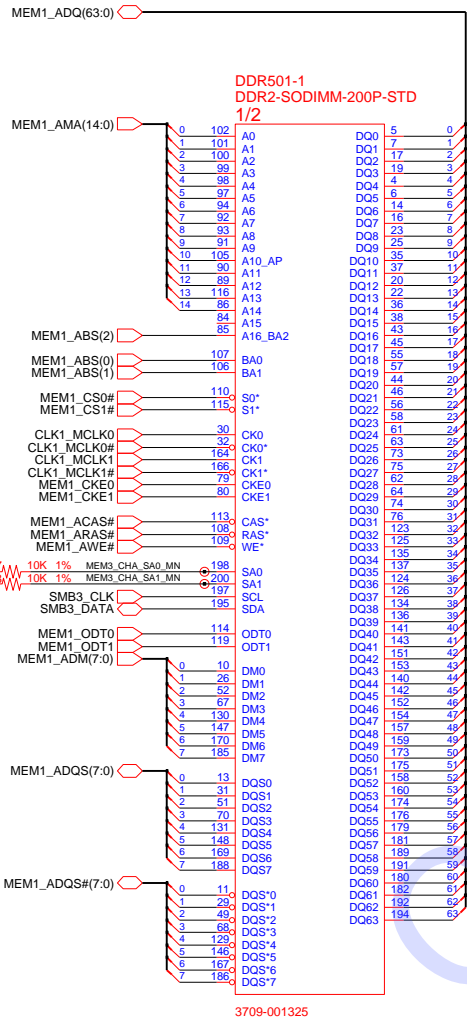 MEM1_ADQ(63:0)
DDR501-1
DDR2-SODIMM-200P-STD
1/2
MEM1_AMA(14:0)
0 102 A0
1 101 A1
2 100 A2
3 99 A3
4 98 A4
5 97 A5
6 94 A6
7 92 A7
8 93 A8
9 91 A9
10 105 A10_AP
11 90 A11
12 89 A12
13 116 A13
14 86 A14
84 A15
MEM1_ABS(2) 85 A16_BA2
MEM1_ABS(0) 107 BA0
MEM1_ABS(1) 106 BA1
MEM1_CS0# 110 S0*
MEM1_CS1# 115 S1*
CLK1_MCLK0 30 CK0
CLK1_MCLK0# 32 CK0*
CLK1_MCLK1 164 CK1
CLK1_MCLK1# 166 CK1*
MEM1_CKE0 79 CKE0
MEM1_CKE1 80 CKE1
MEM1_ACAS# 113 CAS*
MEM1_ARAS# 108 RAS*
MEM1_AWE# 109 WE*
10K 1% MEM3_CHA_SA0_MN 198 SA0
10K 1% MEM3_CHA_SA1_MN 200 SA1
SMB3_CLK 197 SCL
SMB3_DATA 195 SDA
MEM1_ODT0 114 ODT0
MEM1_ODT1 119 ODT1
MEM1_ADM(7:0)
0 10 DM0
1 26 DM1
2 52 DM2
3 67 DM3
4 130 DM4
5 147 DM5
6 170 DM6
7 185 DM7
MEM1_ADQS(7:0)
0 13 DQS0
1 31 DQS1
2 51 DQS2
3 70 DQS3
4 131 DQS4
5 148 DQS5
6 169 DQS6
7 188 DQS7
MEM1_ADQS#(7:0)
0 11 DQS*0
1 29 DQS*1
2 49 DQS*2
3 68 DQS*3
4 129 DQS*4
5 146 DQS*5
6 167 DQS*6
7 186 DQS*7
DQ0 5 0
DQ1 7 1
DQ2 17 2
DQ3 19 3
DQ4 4 4
DQ5 6 5
DQ6 14 6
DQ7 16 7
DQ8 23 8
DQ9 25 9
DQ10 35 10
DQ11 37 11
DQ12 20 12
DQ13 22 13
DQ14 36 14
DQ15 38 15
DQ16 43 16
DQ17 45 17
DQ18 55 18
DQ19 57 19
DQ20 44 20
DQ21 46 21
DQ22 56 22
DQ23 58 23
DQ24 61 24
DQ25 63 25
DQ26 73 26
DQ27 75 27
DQ28 62 28
DQ29 64 29
DQ30 74 30
DQ31 76 31
DQ32 123 32
DQ33 125 33
DQ34 135 34
DQ35 137 35
DQ36 124 36
DQ37 126 37
DQ38 134 38
DQ39 136 39
DQ40 141 40
DQ41 143 41
DQ42 151 42
DQ43 153 43
DQ44 140 44
DQ45 142 45
DQ46 152 46
DQ47 154 47
DQ48 157 48
DQ49 159 49
DQ50 173 50
DQ51 175 51
DQ52 158 52
DQ53 160 53
DQ54 174 54
DQ55 176 55
DQ56 179 56
DQ57 181 57
DQ58 189 58
DQ59 191 59
DQ60 180 60
DQ61 182 61
DQ62 192 62
DQ63 194 63
3709-001325